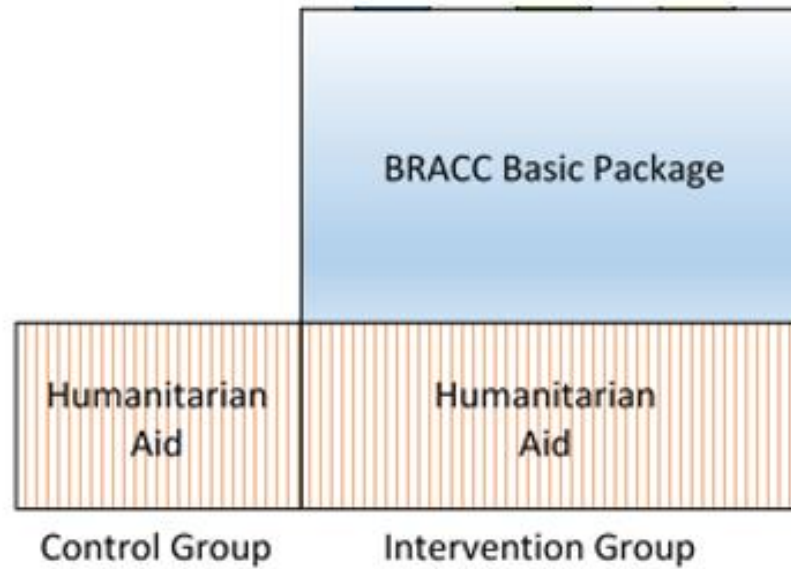 BRACC Basic Package
Humanitarian
Aid
Humanitarian
Aid
Control Group
Intervention Group